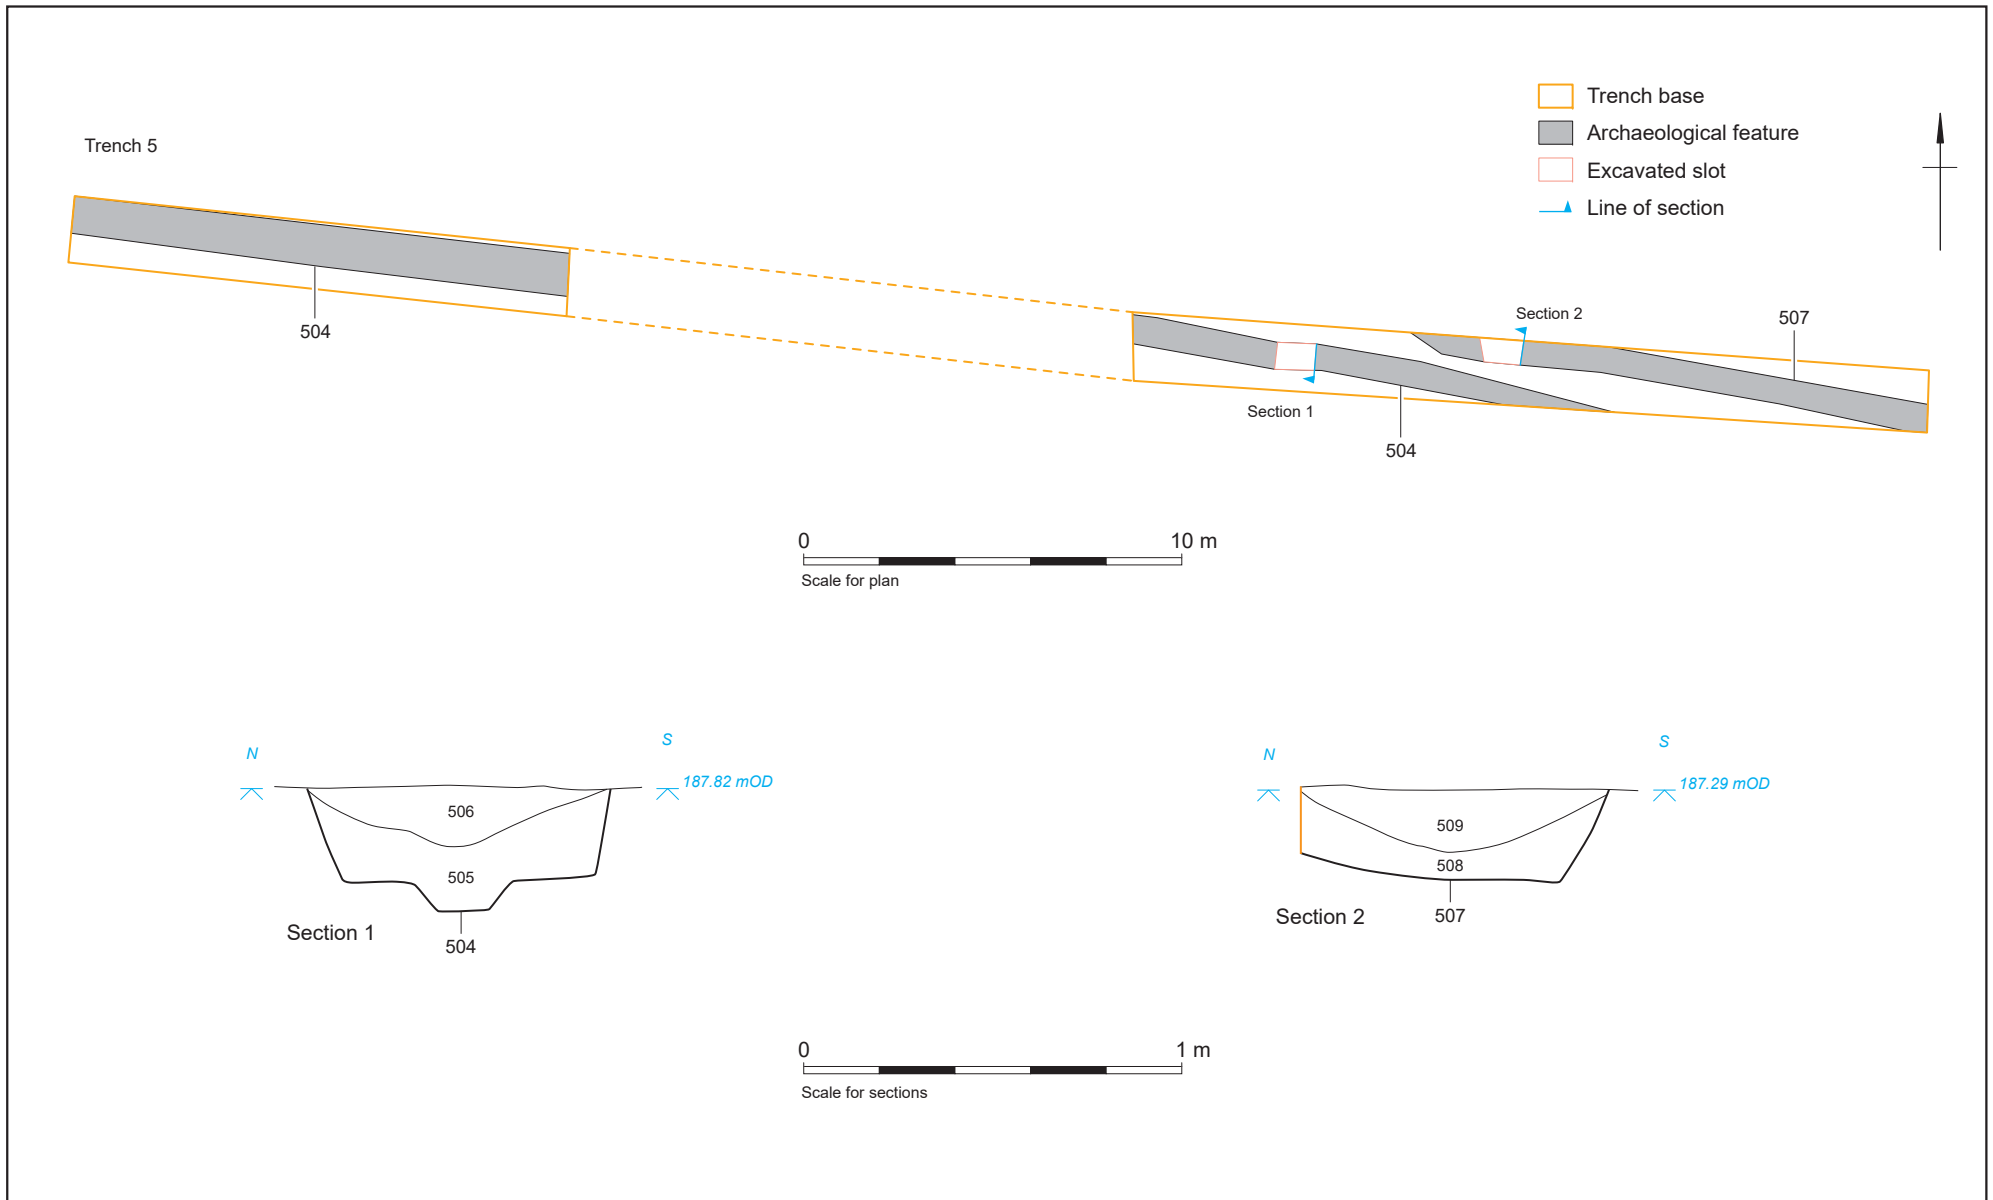 Trench base
Archaeological feature
Excavated slot
Line of section
Trench 5
504
Section 2
507
Section 1
504
0 10 m
Scale for plan
N S
187.82 mOD
506
505
Section 1
504
N S
187.29 mOD
509
508
Section 2
507
0 1 m
Scale for sections